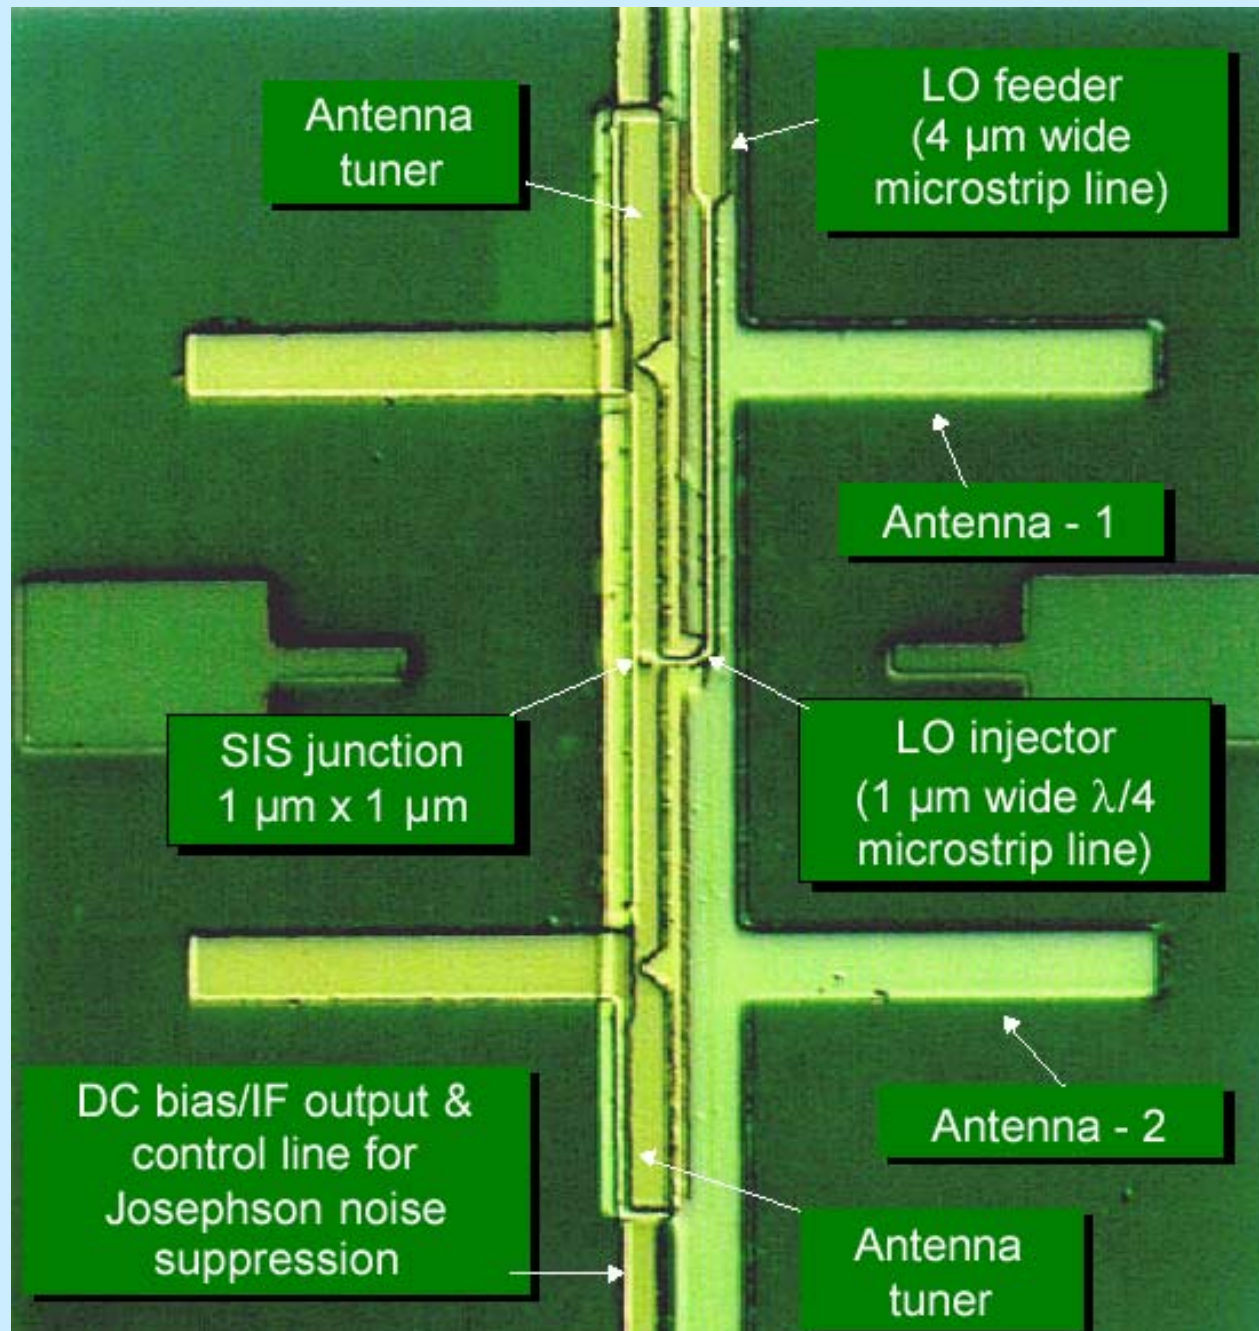 Antenna
tuner
LO feeder
(4 µm wide
microstrip line)
Antenna - 1
SIS junction
1 µm x 1 µm
LO injector
(1 µm wide λ/4
microstrip line)
DC bias/IF output &
control line for
Josephson noise
suppression
Antenna - 2
Antenna
tuner